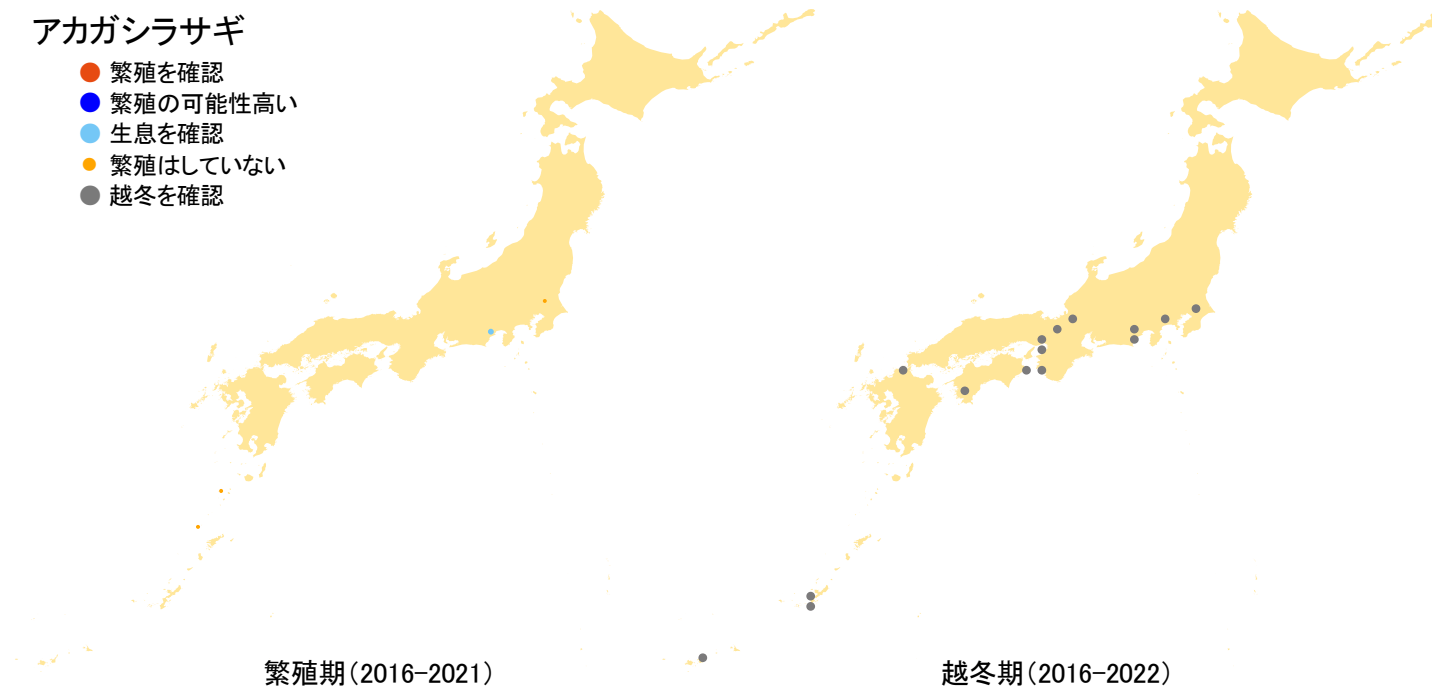 アカガシラサギ
繁殖を確認
繁殖の可能性高い
生息を確認
繁殖はしていない
越冬を確認
繁殖期(2016-2021)
越冬期(2016-2022)